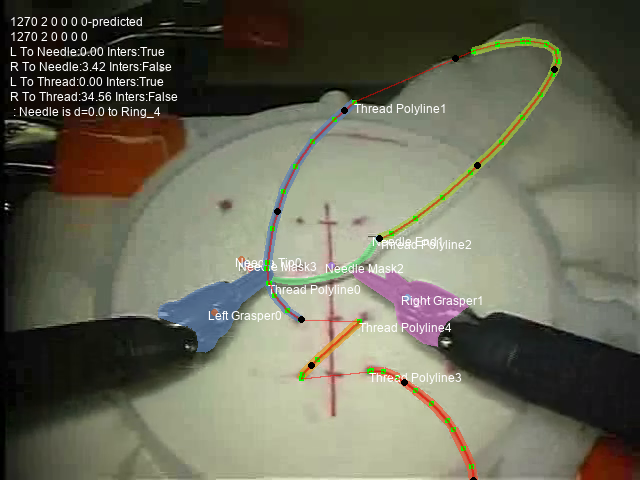 1270 2 0 0 0 0-predicted
1270 2 0 0 0 0
L To Needle:0.00 Inters:True
R To Needle:3.42 Inters:False
L To Thread:0.00 Inters:True
R To Thread:34.56 Inters:False
: Needle is d=0.0 to Ring_4
Thread Polyline1
Needle End1
Thread Polyline2
Needle Tip0
Needle Mask3
Needle Mask2
Thread Polyline0
Right Grasper1
Left Grasper0
Thread Polyline4
Thread Polyline3